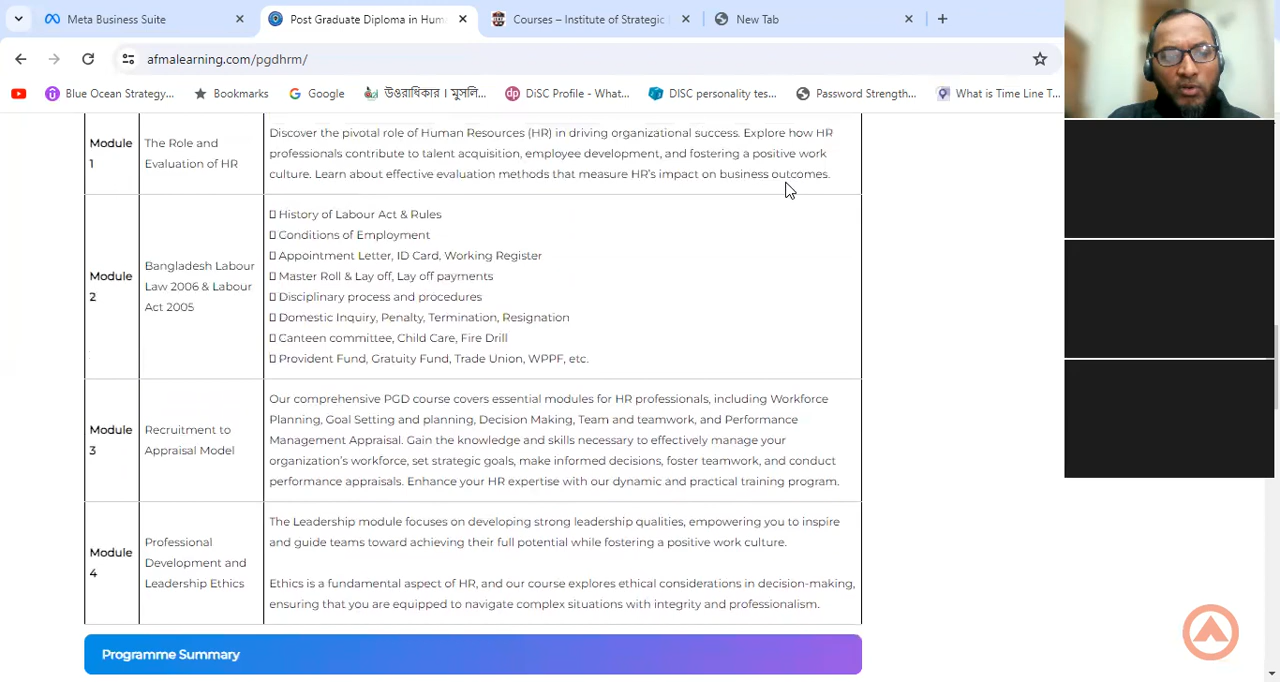 Meta Business Suite
Post Graduate Diploma in Hum
Courses – Institute of Strategic
New Tab
afmalearning.com/pgdhrm/
Blue Ocean Strategy...
Bookmarks
Google
উত্তরাধিকার । মুসলি...
DiSC Profile - What...
DISC personality tes...
Password Strength...
What is Time Line T...
Module 1
The Role and Evaluation of HR
Discover the pivotal role of Human Resources (HR) in driving organizational success. Explore how HR
professionals contribute to talent acquisition, employee development, and fostering a positive work
culture. Learn about effective evaluation methods that measure HR's impact on business outcomes.
Module 2
Bangladesh Labour Law 2006 & Labour Act 2005
History of Labour Act & Rules
Conditions of Employment
Appointment Letter, ID Card, Working Register
Master Roll & Lay off, Lay off payments
Disciplinary process and procedures
Domestic Inquiry, Penalty, Termination, Resignation
Canteen committee, Child Care, Fire Drill
Provident Fund, Gratuity Fund, Trade Union, WPPF, etc.
Module 3
Recruitment to Appraisal Model
Our comprehensive PGD course covers essential modules for HR professionals, including Workforce
Planning, Goal Setting and planning, Decision Making, Team and teamwork, and Performance
Management Appraisal. Gain the knowledge and skills necessary to effectively manage your
organization's workforce, set strategic goals, make informed decisions, foster teamwork, and conduct
performance appraisals. Enhance your HR expertise with our dynamic and practical training program.
Module 4
Professional Development and Leadership Ethics
The Leadership module focuses on developing strong leadership qualities, empowering you to inspire
and guide teams toward achieving their full potential while fostering a positive work culture.
Ethics is a fundamental aspect of HR, and our course explores ethical considerations in decision-making,
ensuring that you are equipped to navigate complex situations with integrity and professionalism.
Programme Summary